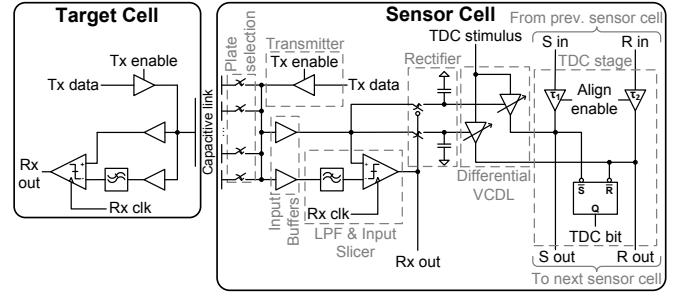 Target Cell
Tx enable
Tx data
Rx out
Rx clk
Capacitive link
Sensor Cell
Plate selection
Transmitter
Tx enable
Tx data
Input Buffers
Rx clk
LPF & Input Slicer
Rx out
Rectifier
TDC stimulus
Differential VCDL
From prev. sensor cell
S in
R in
TDC stage
τ1
τ2
Align enable
S
R
Q
TDC bit
S out
R out
To next sensor cell